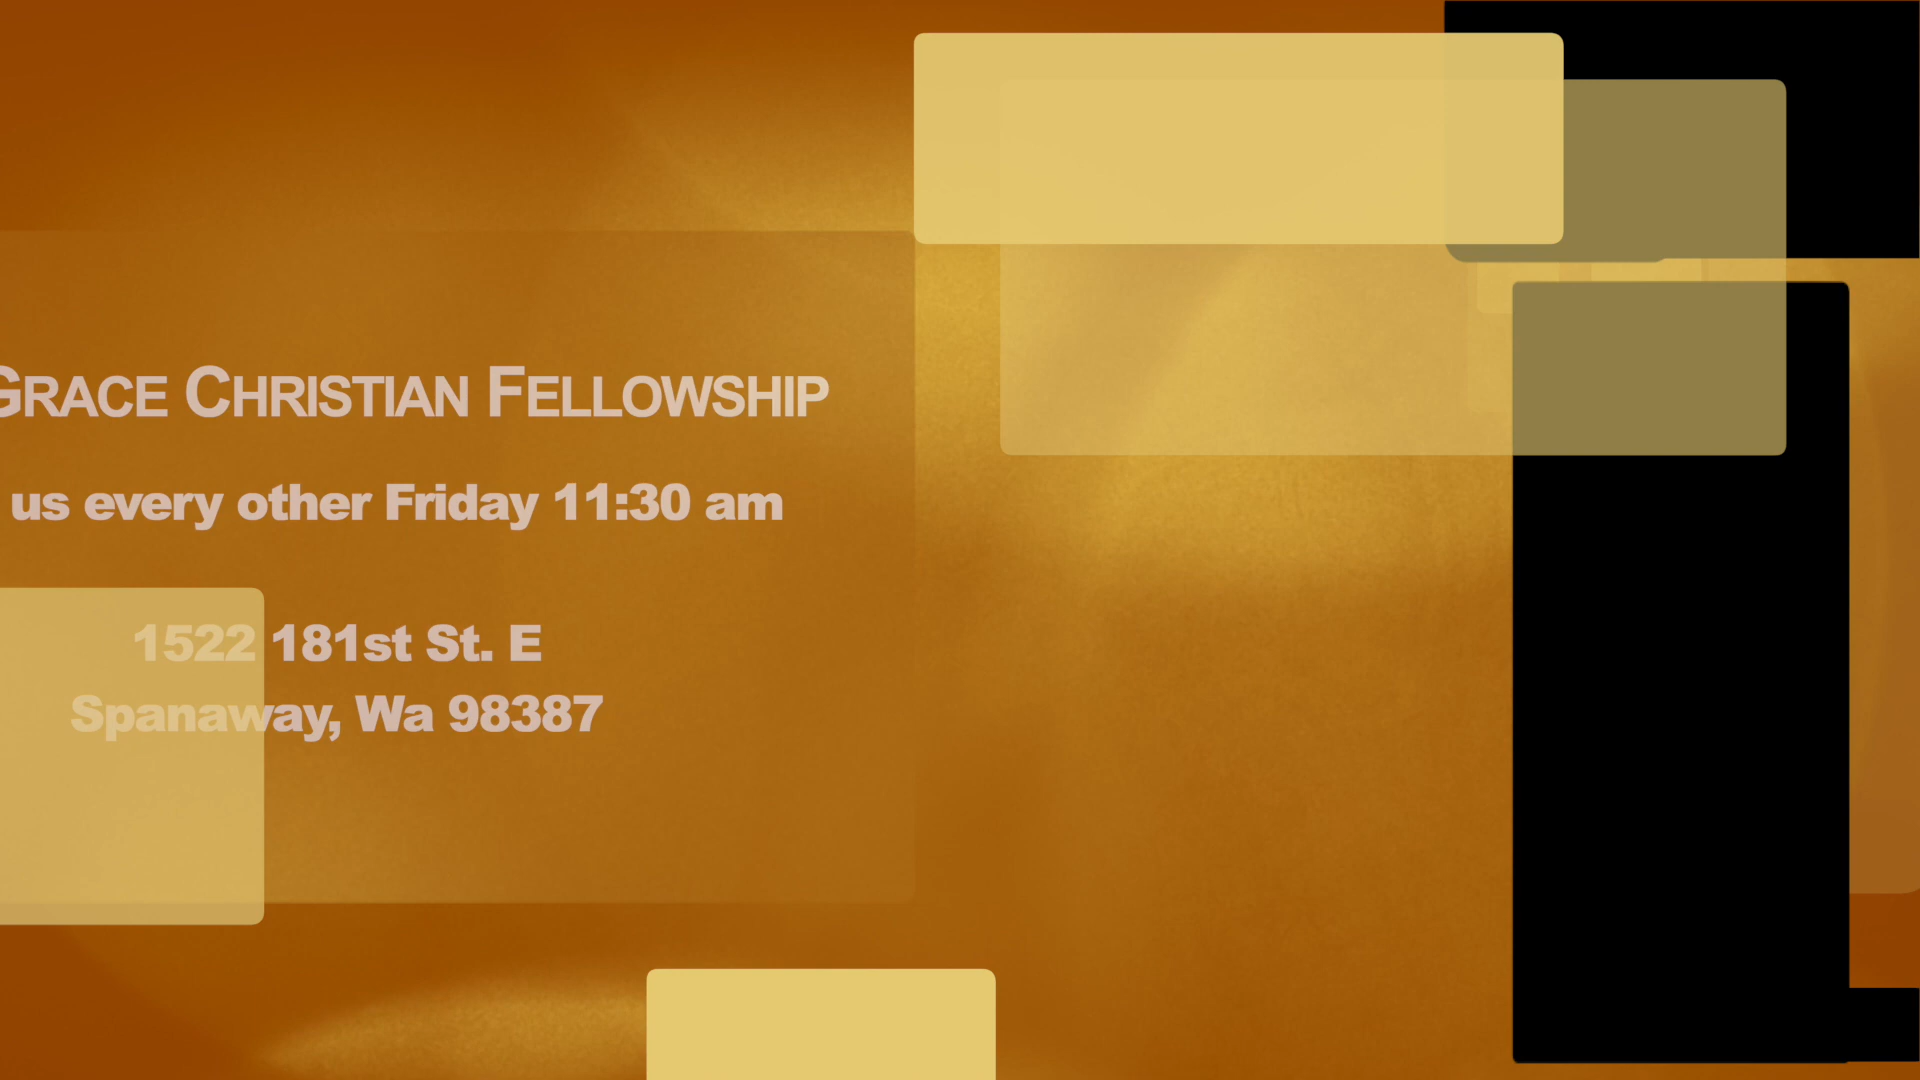 GRACE CHRISTIAN FELLOWSHIP
us every other Friday 11:30 am
1522 181st St. E
Spanaway, Wa 98387